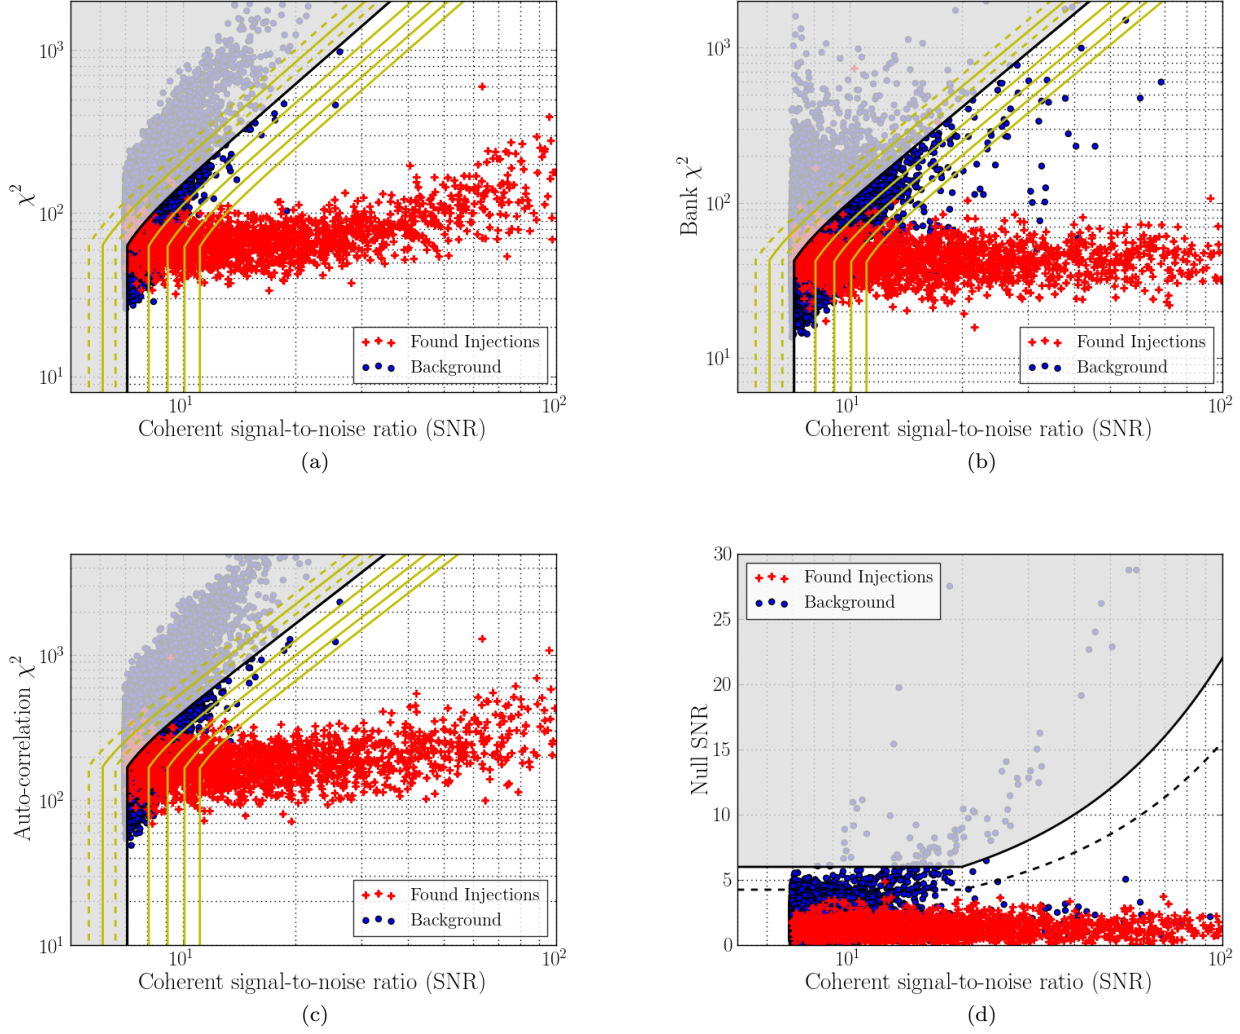 10³
10²
10¹
χ²
10¹
10²
Coherent signal-to-noise ratio (SNR)
Found Injections
Background
(a)
10³
10²
10¹
Bank χ²
10¹
10²
Coherent signal-to-noise ratio (SNR)
Found Injections
Background
(b)
10³
10²
10¹
Auto-correlation χ²
10¹
10²
Coherent signal-to-noise ratio (SNR)
Found Injections
Background
(c)
30
25
20
15
10
5
0
Null SNR
10¹
10²
Coherent signal-to-noise ratio (SNR)
Found Injections
Background
(d)